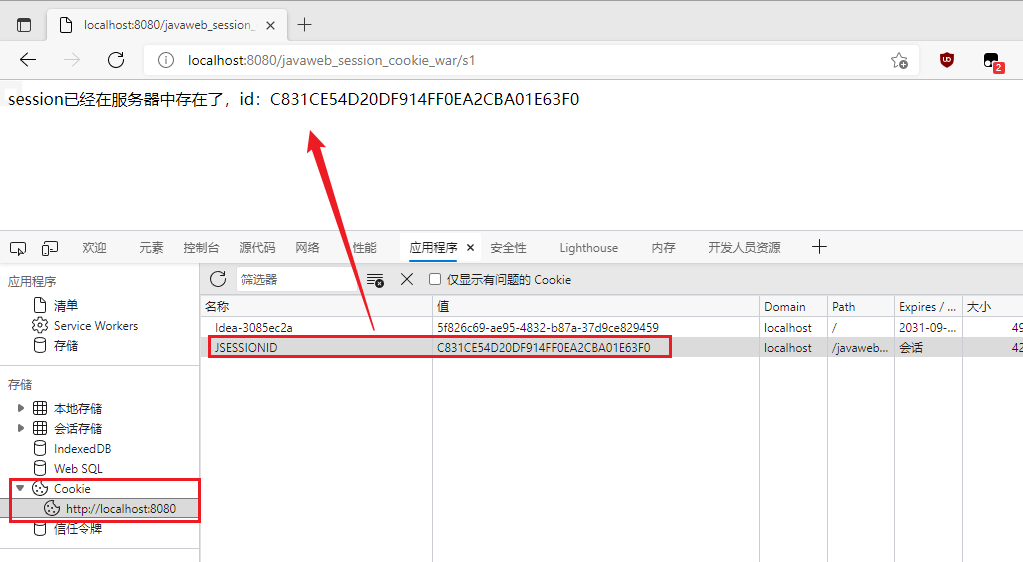 localhost:8080/javaweb_session_
localhost:8080/javaweb_session_cookie_war/s1
2
session已经在服务器中存在了，id：C831CE54D20DF914FF0EA2CBA01E63F0
欢迎 元素 控制台 源代码 网络 性能 应用程序 安全性 Lighthouse 内存 开发人员资源
应用程序
筛选器 仅显示有问题的 Cookie
清单
Service Workers
存储
名称 值 Domain Path Expires / ... 大小
Idea-3085ec2a 5f826c69-ae95-4832-b87a-37d9ce829459 localhost / 2031-09-... 49
JSESSIONID C831CE54D20DF914FF0EA2CBA01E63F0 localhost /javaweb... 会话 42
存储
本地存储
会话存储
IndexedDB
Web SQL
Cookie
http://localhost:8080
信任令牌